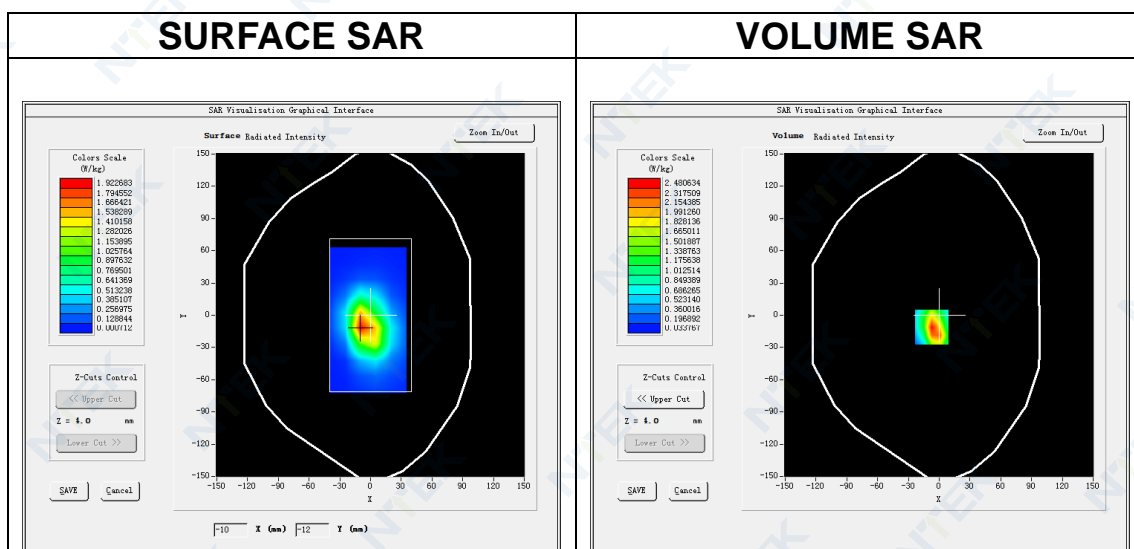 SURFACE SAR
VOLUME SAR
SAR Visualisation Graphical Interface
Surface Radiated Intensity
Zoom In/Out
Colors Scale
(W/kg)
1.922683
1.794552
1.666421
1.538289
1.410158
1.282026
1.153895
1.025764
0.897632
0.769501
0.641369
0.513238
0.385107
0.256975
0.128844
0.000712
150
120
90
60
30
0
-30
-60
-90
-120
-150
Y
-150 -120 -90 -60 -30 0 30 60 90 120 150
X
Z-Cuts Control
<< Upper Cut
Z = 4.0 mm
Lower Cut >>
SAVE Cancel
-10 X (mm) -12 Y (mm)
SAR Visualisation Graphical Interface
Volume Radiated Intensity
Zoom In/Out
Colors Scale
(W/kg)
2.480634
2.317509
2.154385
1.991260
1.828136
1.665011
1.501887
1.338763
1.175638
1.012514
0.849389
0.686265
0.523140
0.360016
0.196892
0.033767
150
120
90
60
30
0
-30
-60
-90
-120
-150
Y
-150 -120 -90 -60 -30 0 30 60 90 120 150
X
Z-Cuts Control
<< Upper Cut
Z = 4.0 mm
Lower Cut >>
SAVE Cancel
NTEK